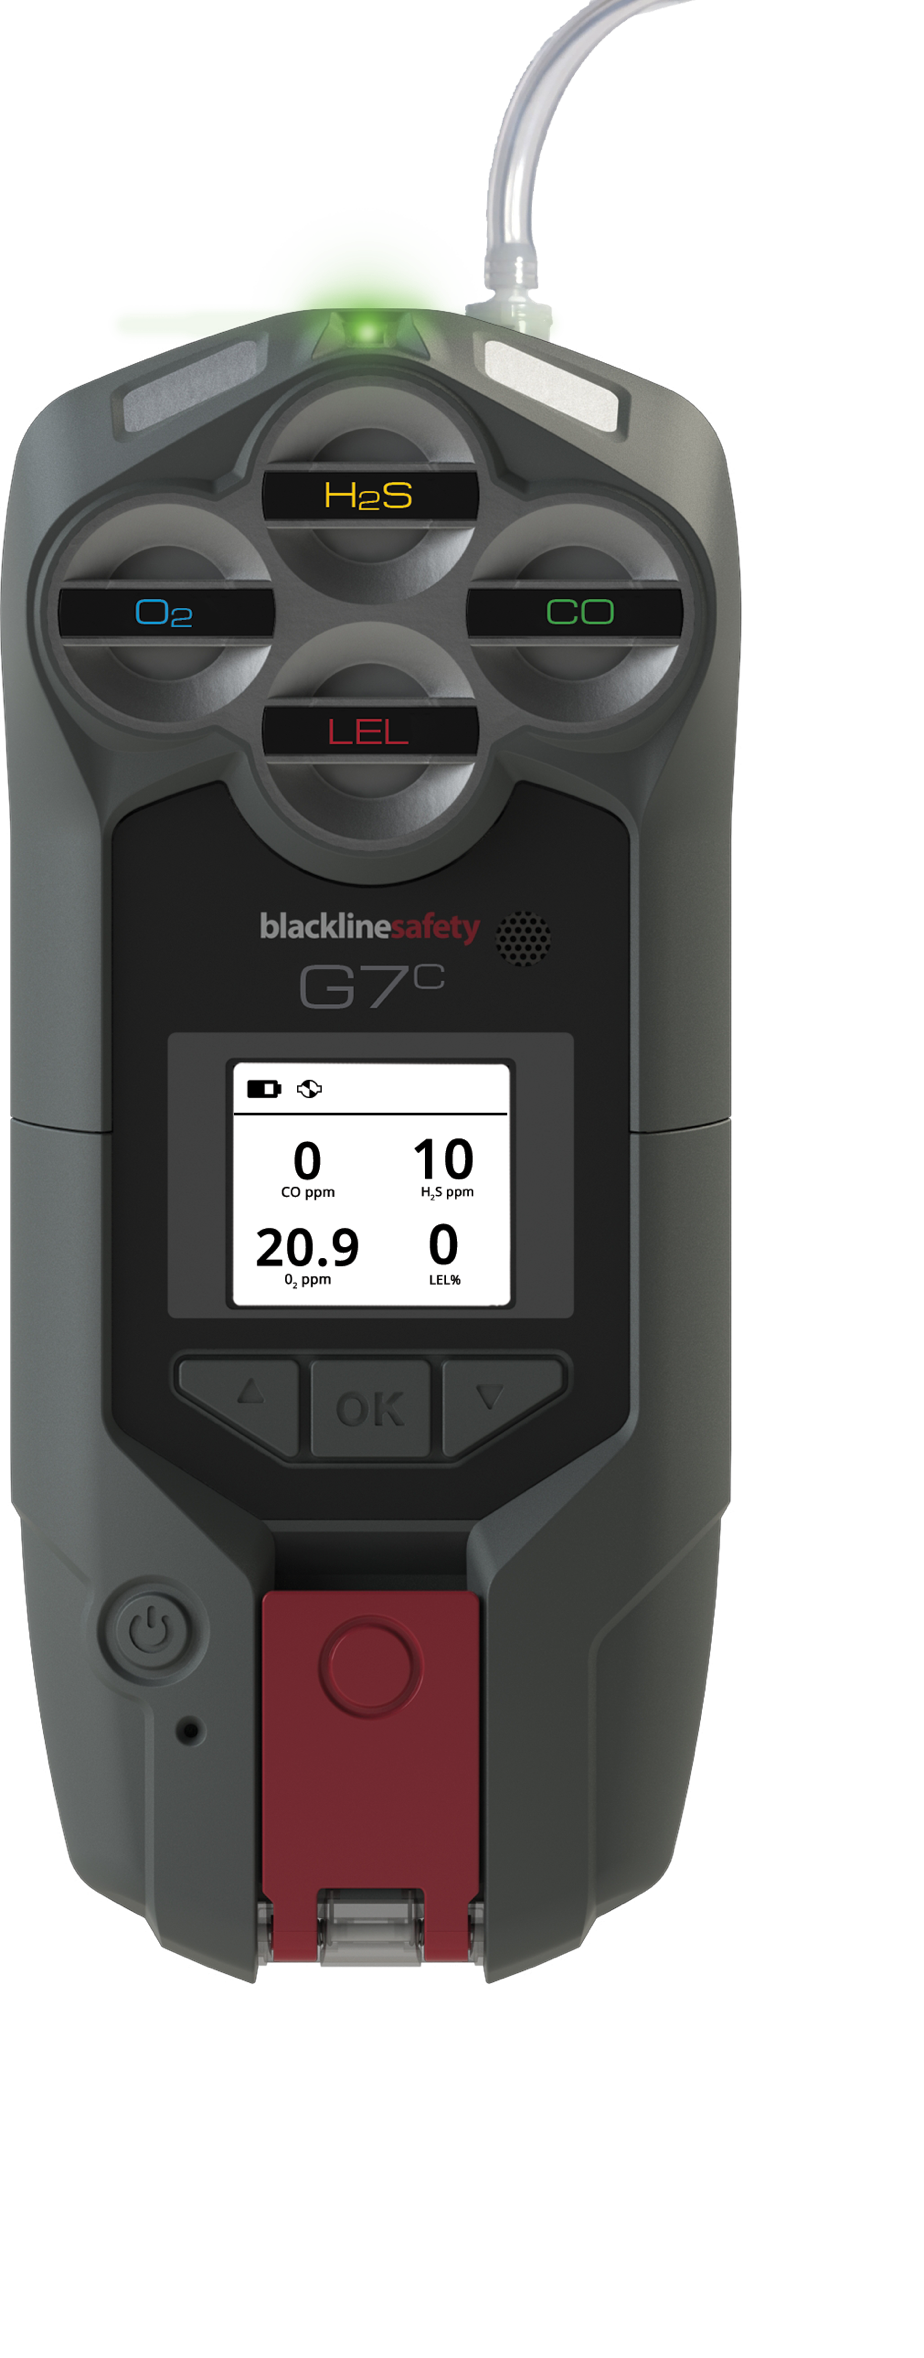 H2S
O2
CO
LEL
blacklinesafety
G7C
0
CO ppm
10
H2S ppm
20.9
O2 ppm
0
LEL%
OK